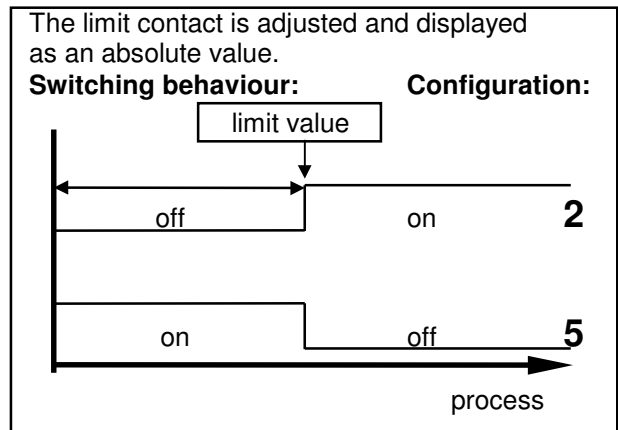 The limit contact is adjusted and displayed
as an absolute value.
Switching behaviour: Configuration:
limit value
off on 2
on off 5
process